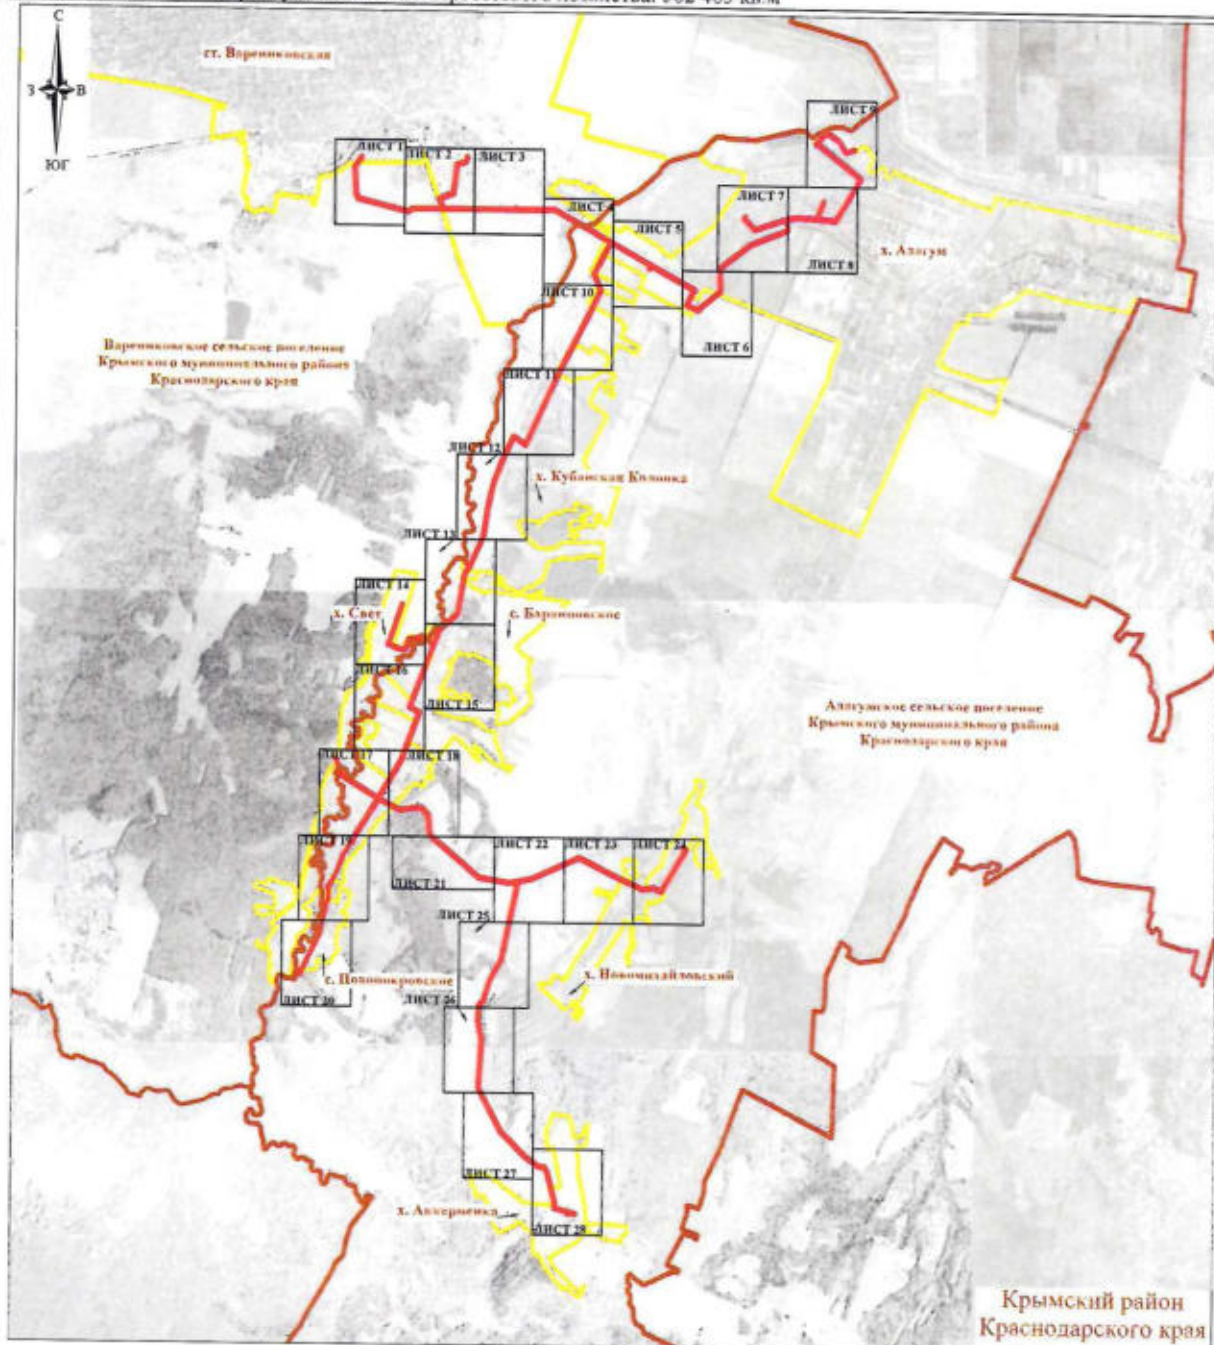 С
З
В
ЮГ
ст. Варениковская
ЛИСТ 9
ЛИСТ 1
ЛИСТ 2
ЛИСТ 3
ЛИСТ 4
ЛИСТ 7
ЛИСТ 5
х. Адагум
ЛИСТ 8
ЛИСТ 10
ЛИСТ 6
Варениковское сельское поселение
Крымского муниципального района
Краснодарского края
ЛИСТ 11
ЛИСТ 12
х. Кубанская Колонка
ЛИСТ 13
ЛИСТ 14
х. Свет
с. Барановское
ЛИСТ 16
ЛИСТ 15
Адагумское сельское поселение
Крымского муниципального района
Краснодарского края
ЛИСТ 17
ЛИСТ 18
ЛИСТ 19
ЛИСТ 22
ЛИСТ 23
ЛИСТ 24
ЛИСТ 21
ЛИСТ 25
х. Новомихайловский
ЛИСТ 20
ЛИСТ 26
ЛИСТ 27
х. Аккерменка
ЛИСТ 28
Крымский район
Краснодарского края